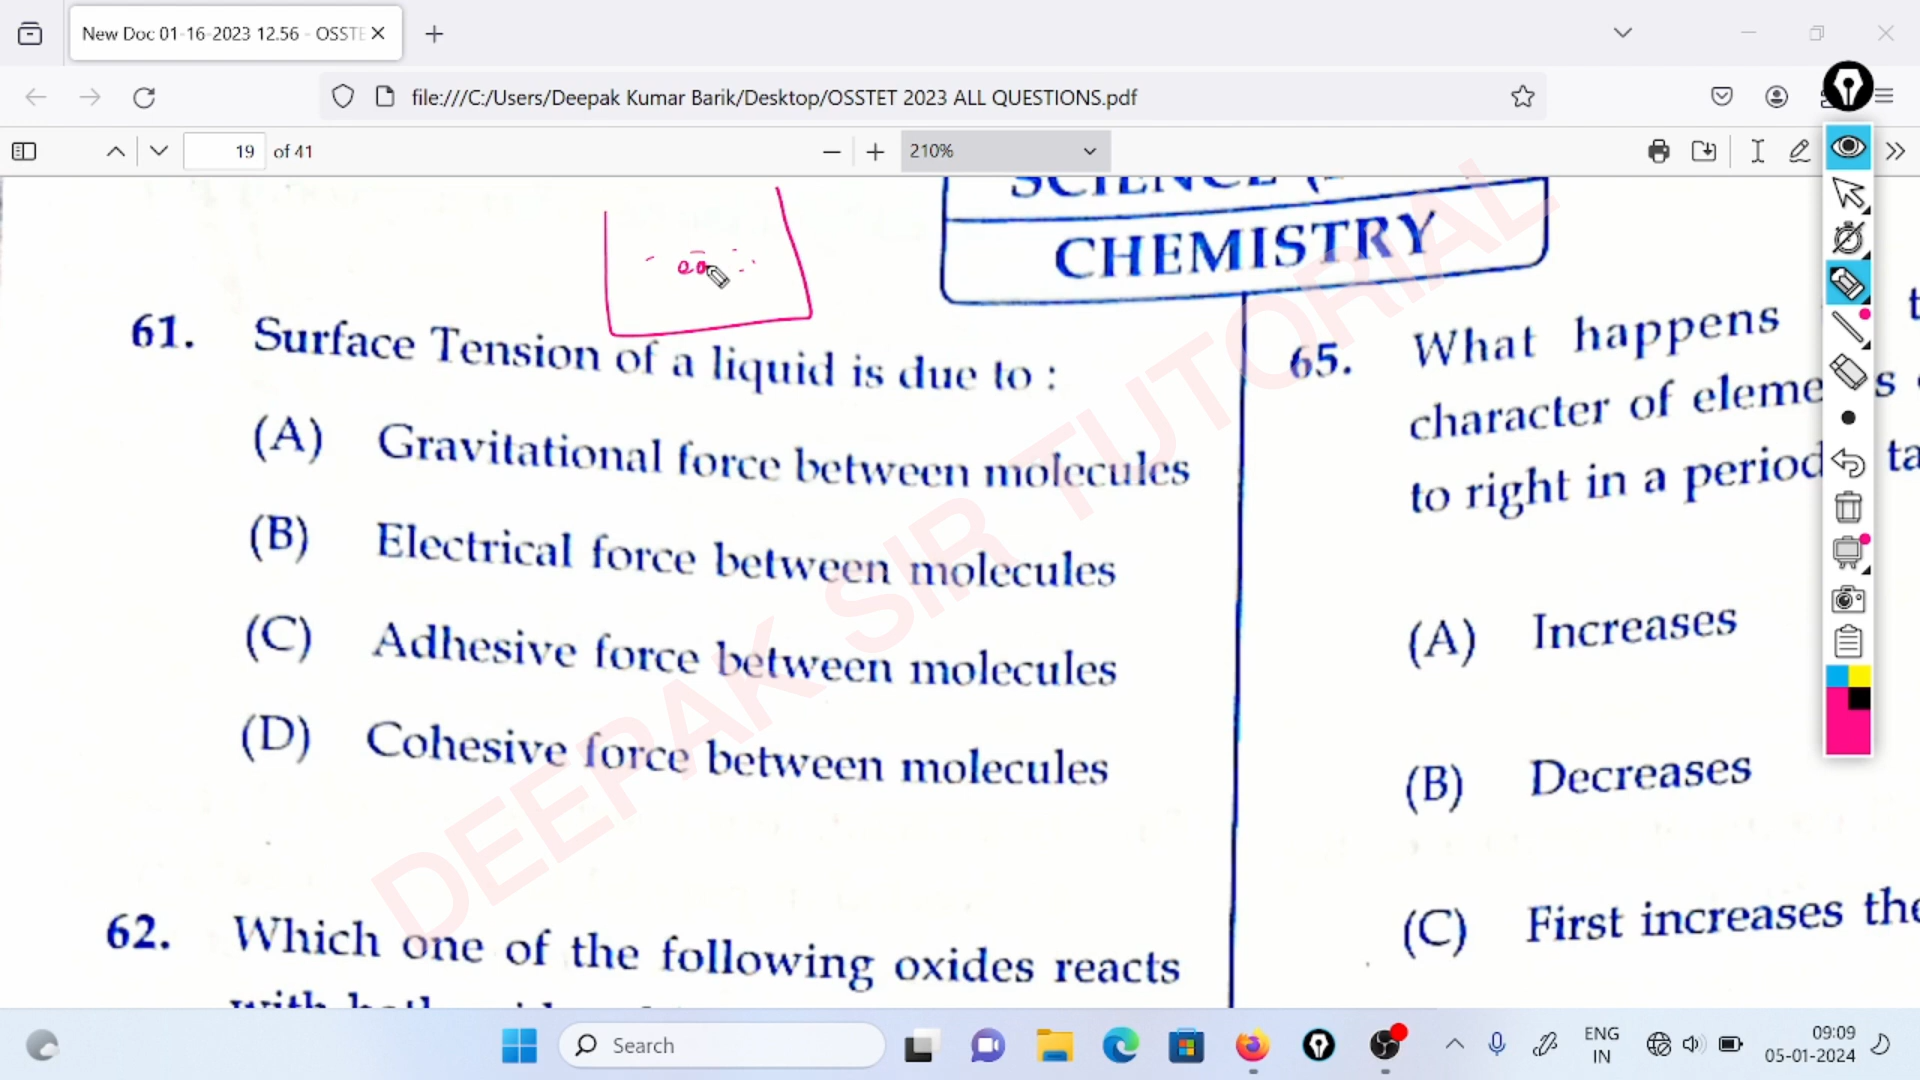 New Doc 01-16-2023 12.56 - OSSTE
file:///C:/Users/Deepak Kumar Barik/Desktop/OSSTET 2023 ALL QUESTIONS.pdf
19 of 41
210%
CHEMISTRY
61. Surface Tension of a liquid is due to :
(A) Gravitational force between molecules
(B) Electrical force between molecules
(C) Adhesive force between molecules
(D) Cohesive force between molecules
62. Which one of the following oxides reacts
65. What happens
character of eleme
to right in a period ta
(A) Increases
(B) Decreases
(C) First increases the
DEEPAK SIR TUTORIAL
Search
ENG
IN
09:09
05-01-2024